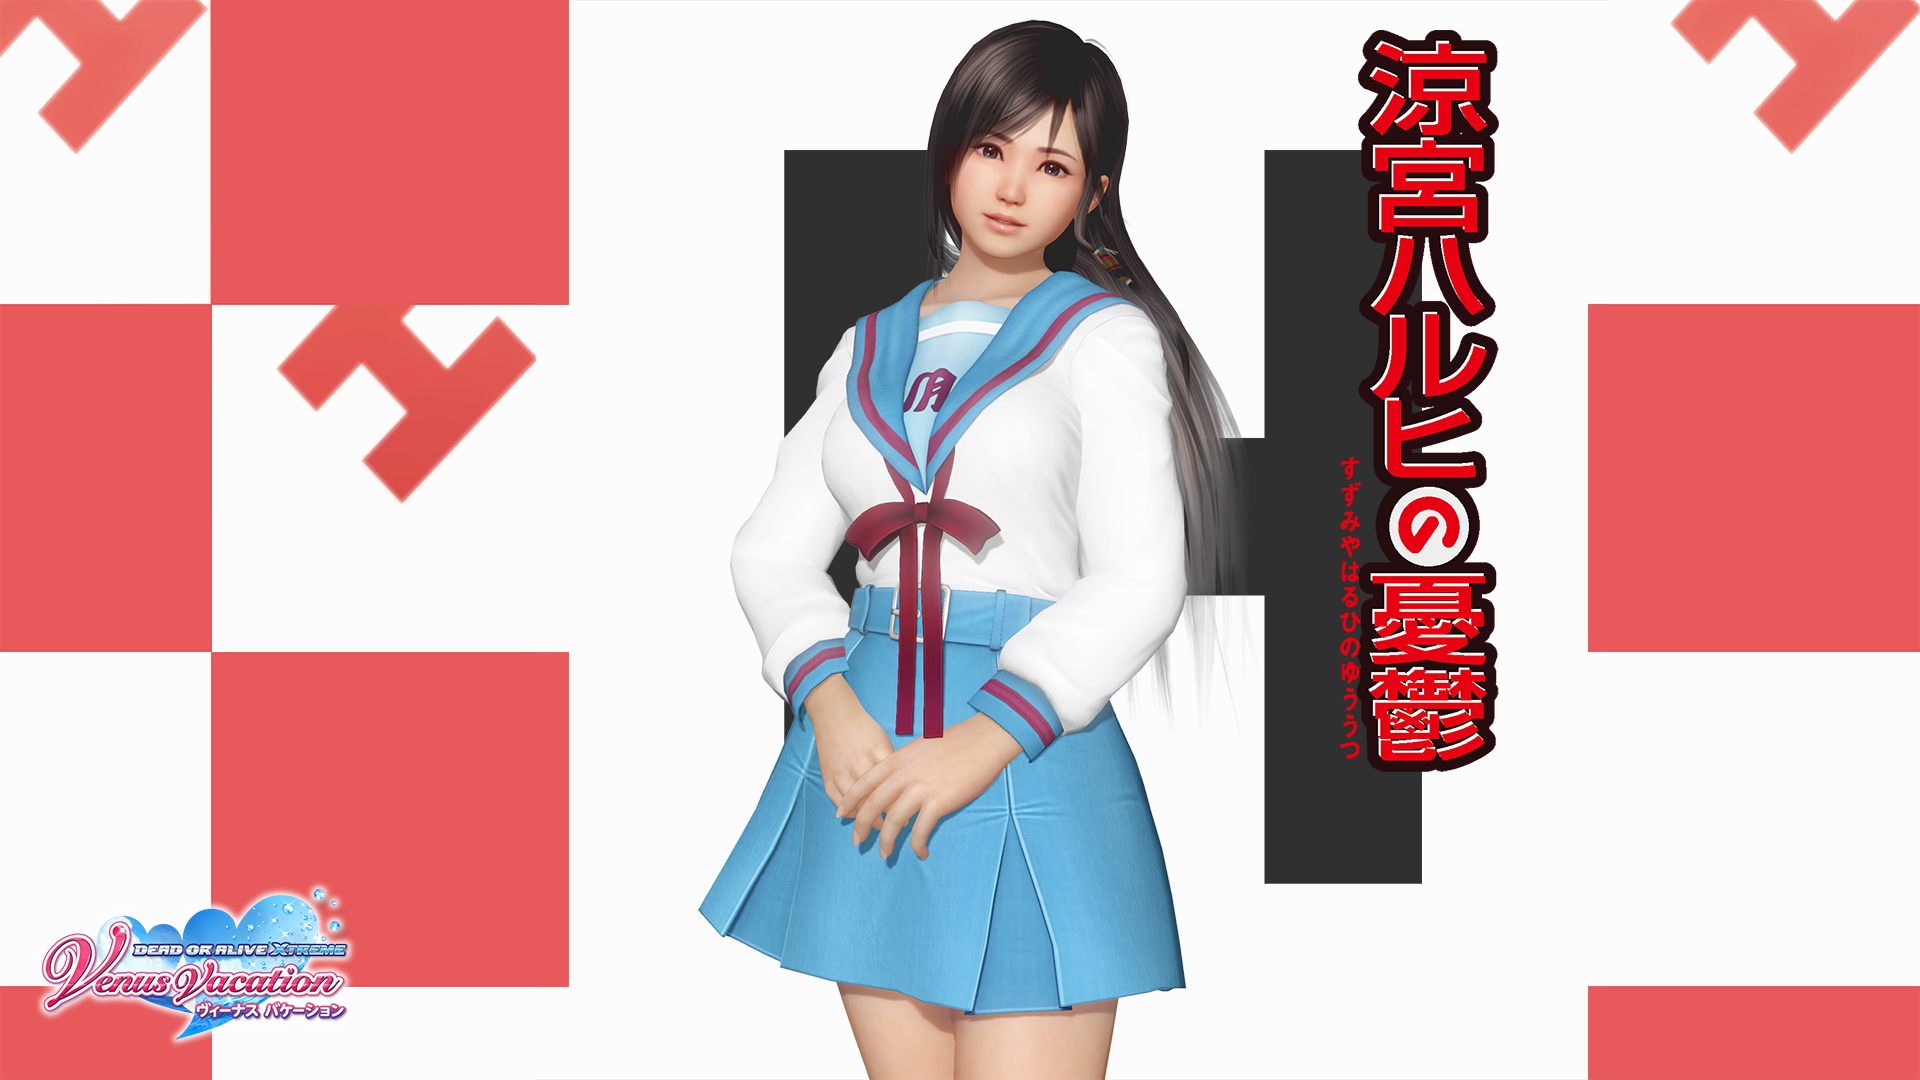 涼宮ハルヒの憂鬱
すずみやはるひのゆううつ
DEAD OR ALIVE XTREME
Venus Vacation
ヴィーナス バケーション